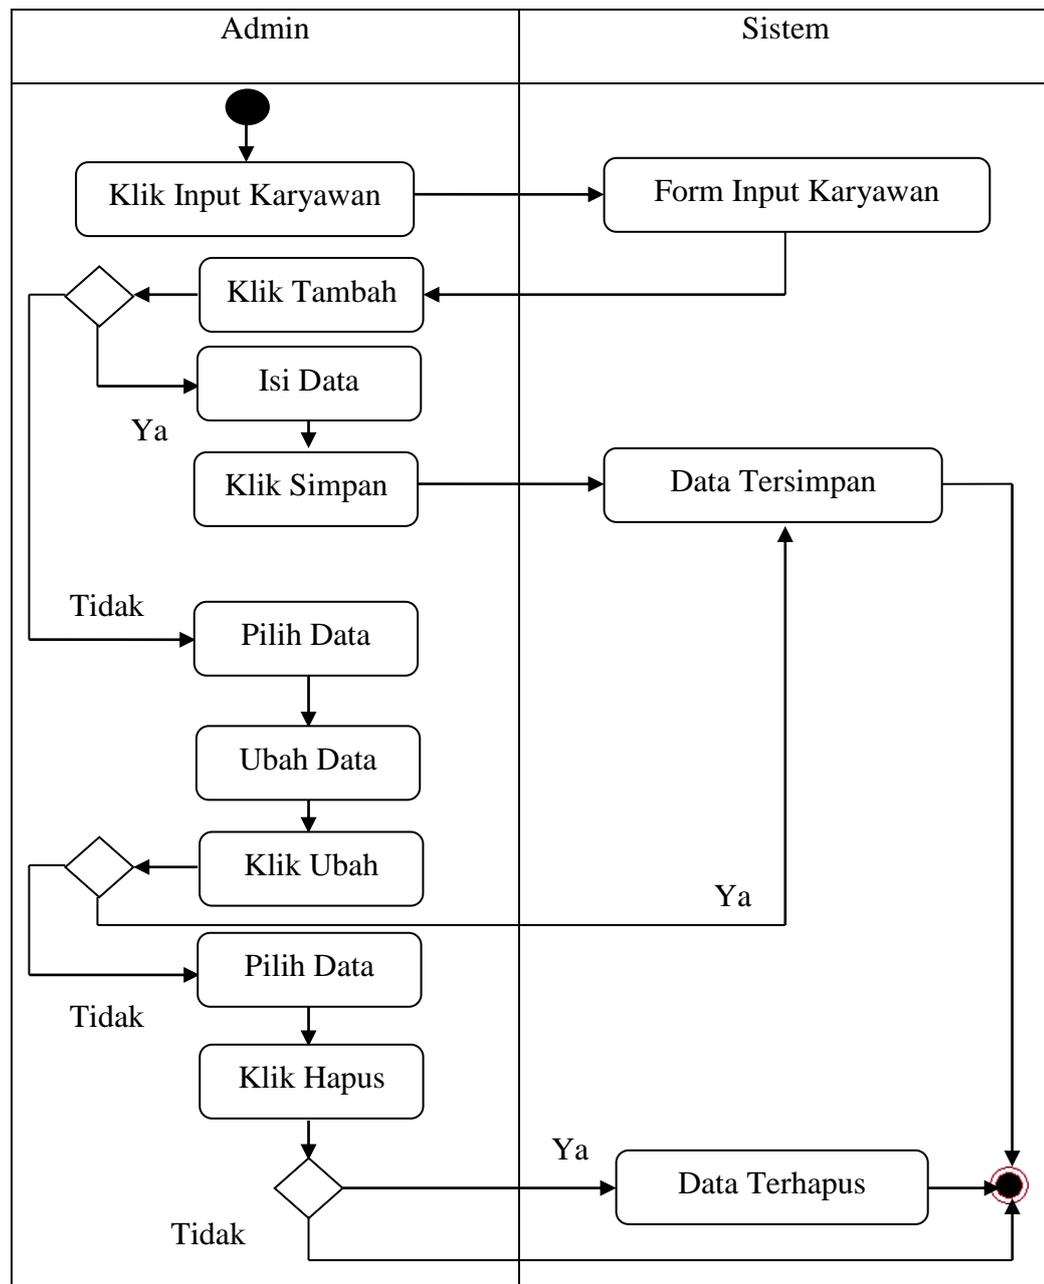 Admin
Sistem
Klik Input Karyawan
Form Input Karyawan
Klik Tambah
Isi Data
Ya
Klik Simpan
Data Tersimpan
Tidak
Pilih Data
Ubah Data
Klik Ubah
Ya
Pilih Data
Tidak
Klik Hapus
Ya
Data Terhapus
Tidak